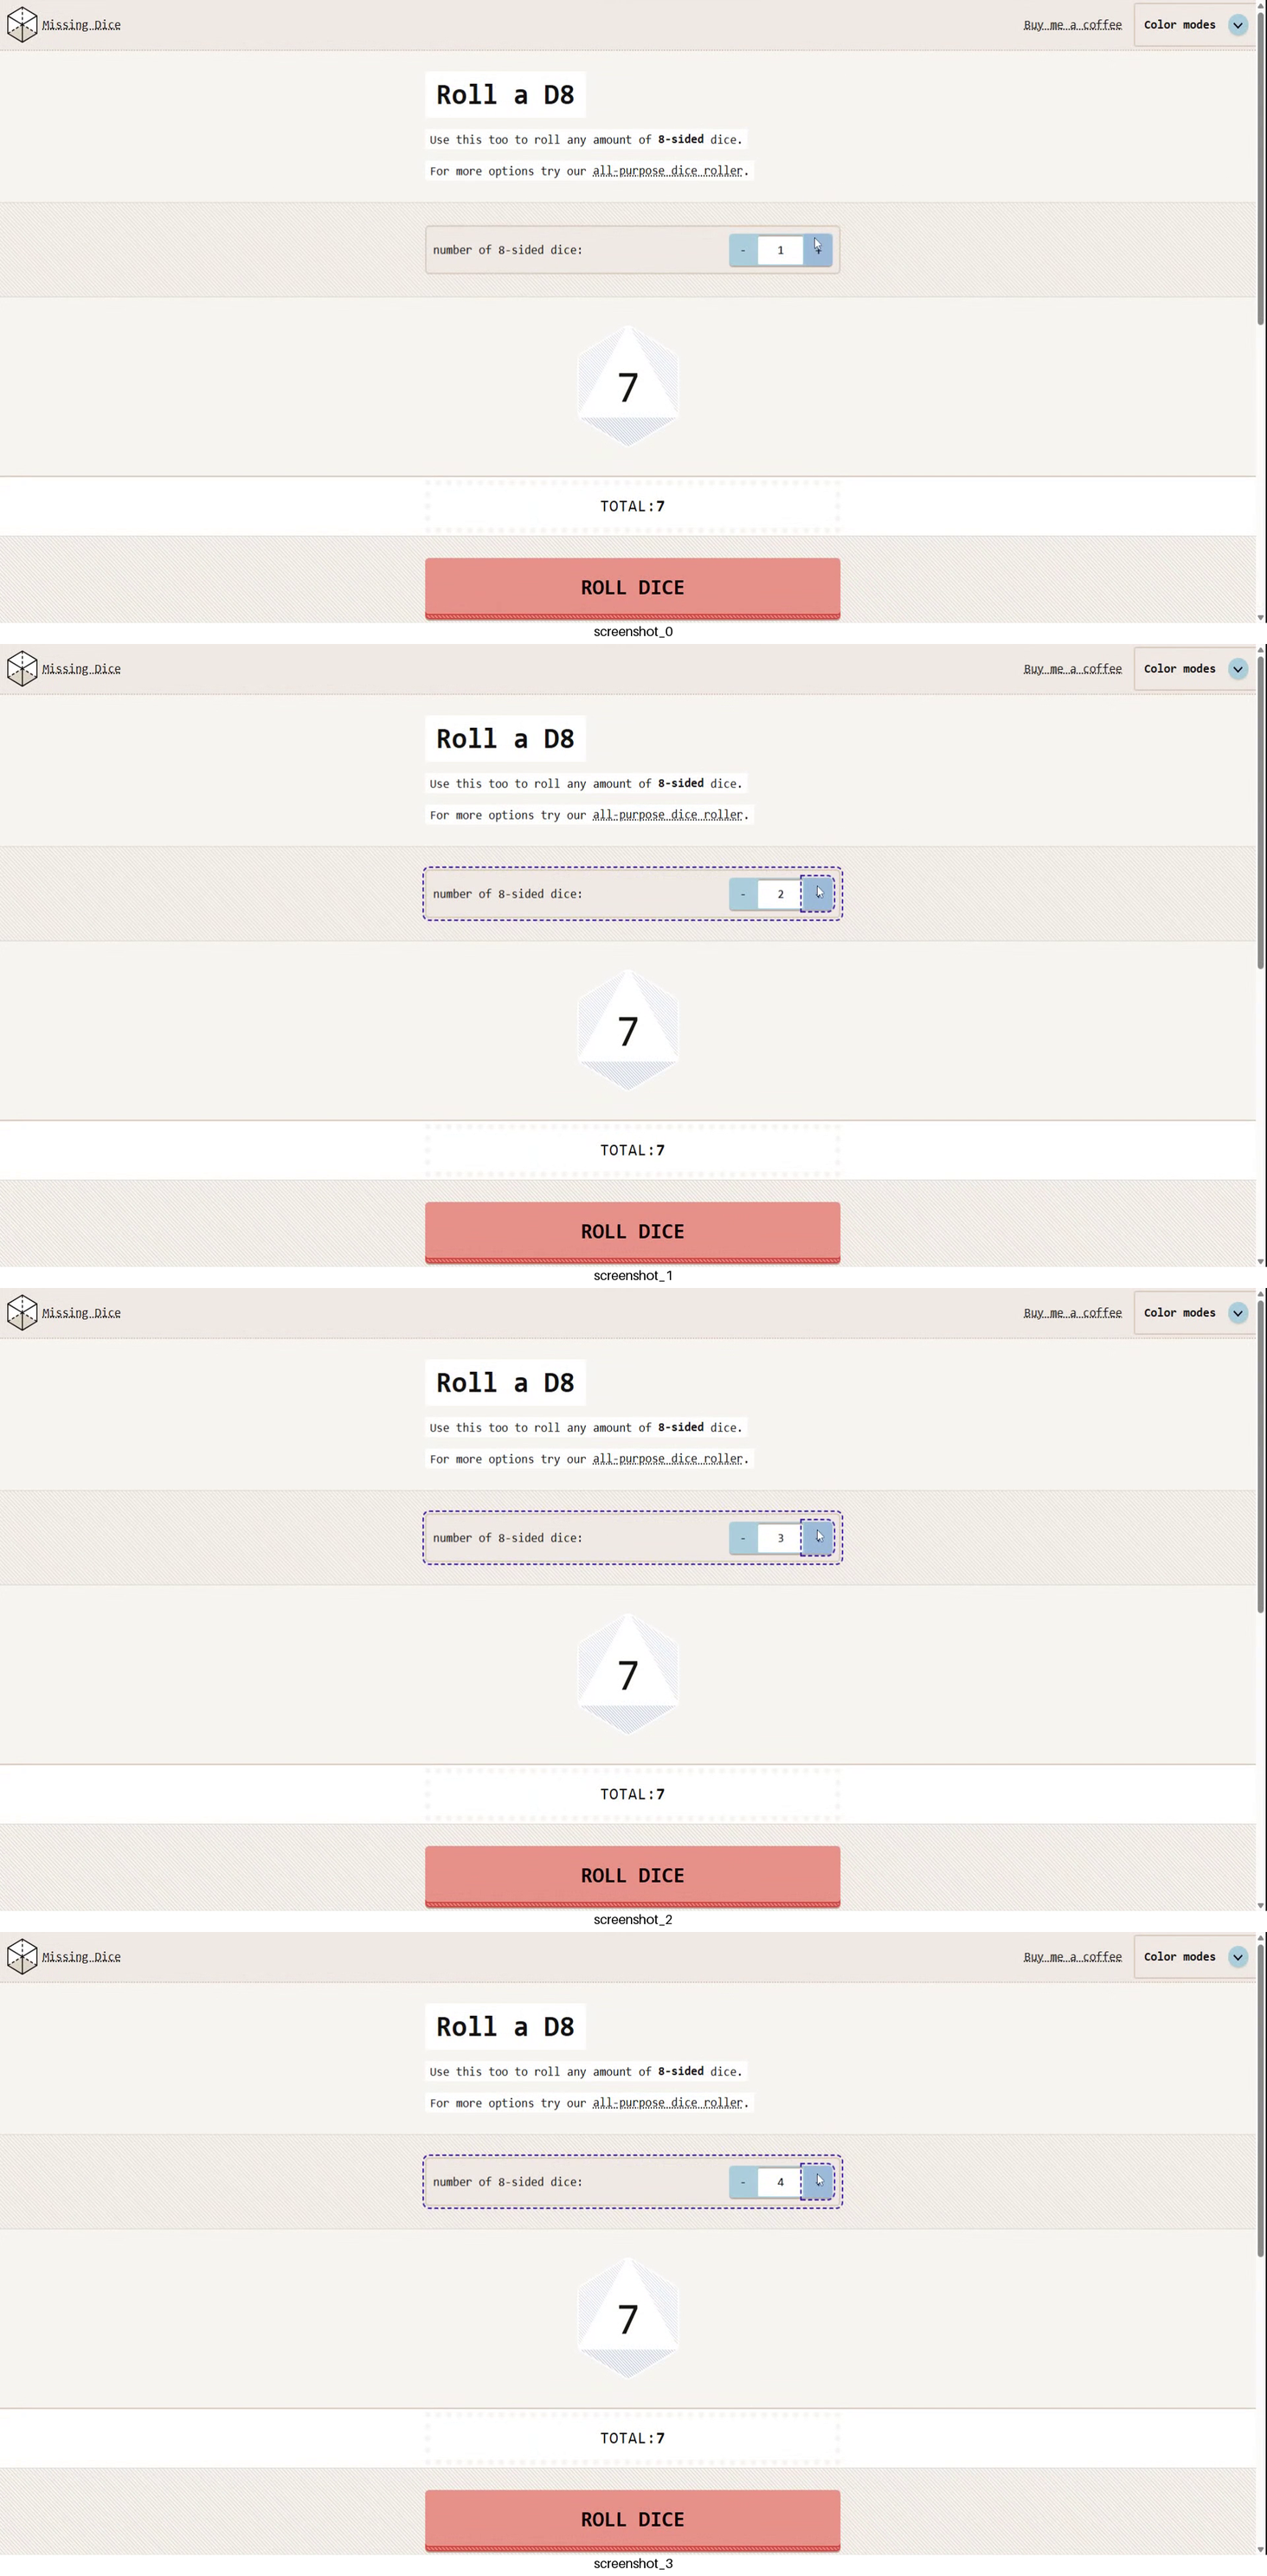 Missing Dice
Buy me a coffee
Color modes
Roll a D8
Use this too to roll any amount of 8-sided dice.
For more options try our all-purpose dice roller.
number of 8-sided dice:
- 1 +
7
TOTAL:7
ROLL DICE
screenshot_0
Missing Dice
Buy me a coffee
Color modes
Roll a D8
Use this too to roll any amount of 8-sided dice.
For more options try our all-purpose dice roller.
number of 8-sided dice:
- 2
7
TOTAL:7
ROLL DICE
screenshot_1
Missing Dice
Buy me a coffee
Color modes
Roll a D8
Use this too to roll any amount of 8-sided dice.
For more options try our all-purpose dice roller.
number of 8-sided dice:
- 3
7
TOTAL:7
ROLL DICE
screenshot_2
Missing Dice
Buy me a coffee
Color modes
Roll a D8
Use this too to roll any amount of 8-sided dice.
For more options try our all-purpose dice roller.
number of 8-sided dice:
- 4
7
TOTAL:7
ROLL DICE
screenshot_3